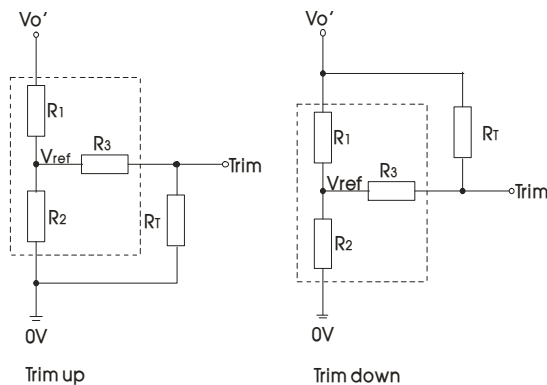 Vo'
R1
Vref
R3
Trim
R2
RT
0V
Trim up
Vo'
R1
RT
Vref
R3
Trim
R2
0V
Trim down